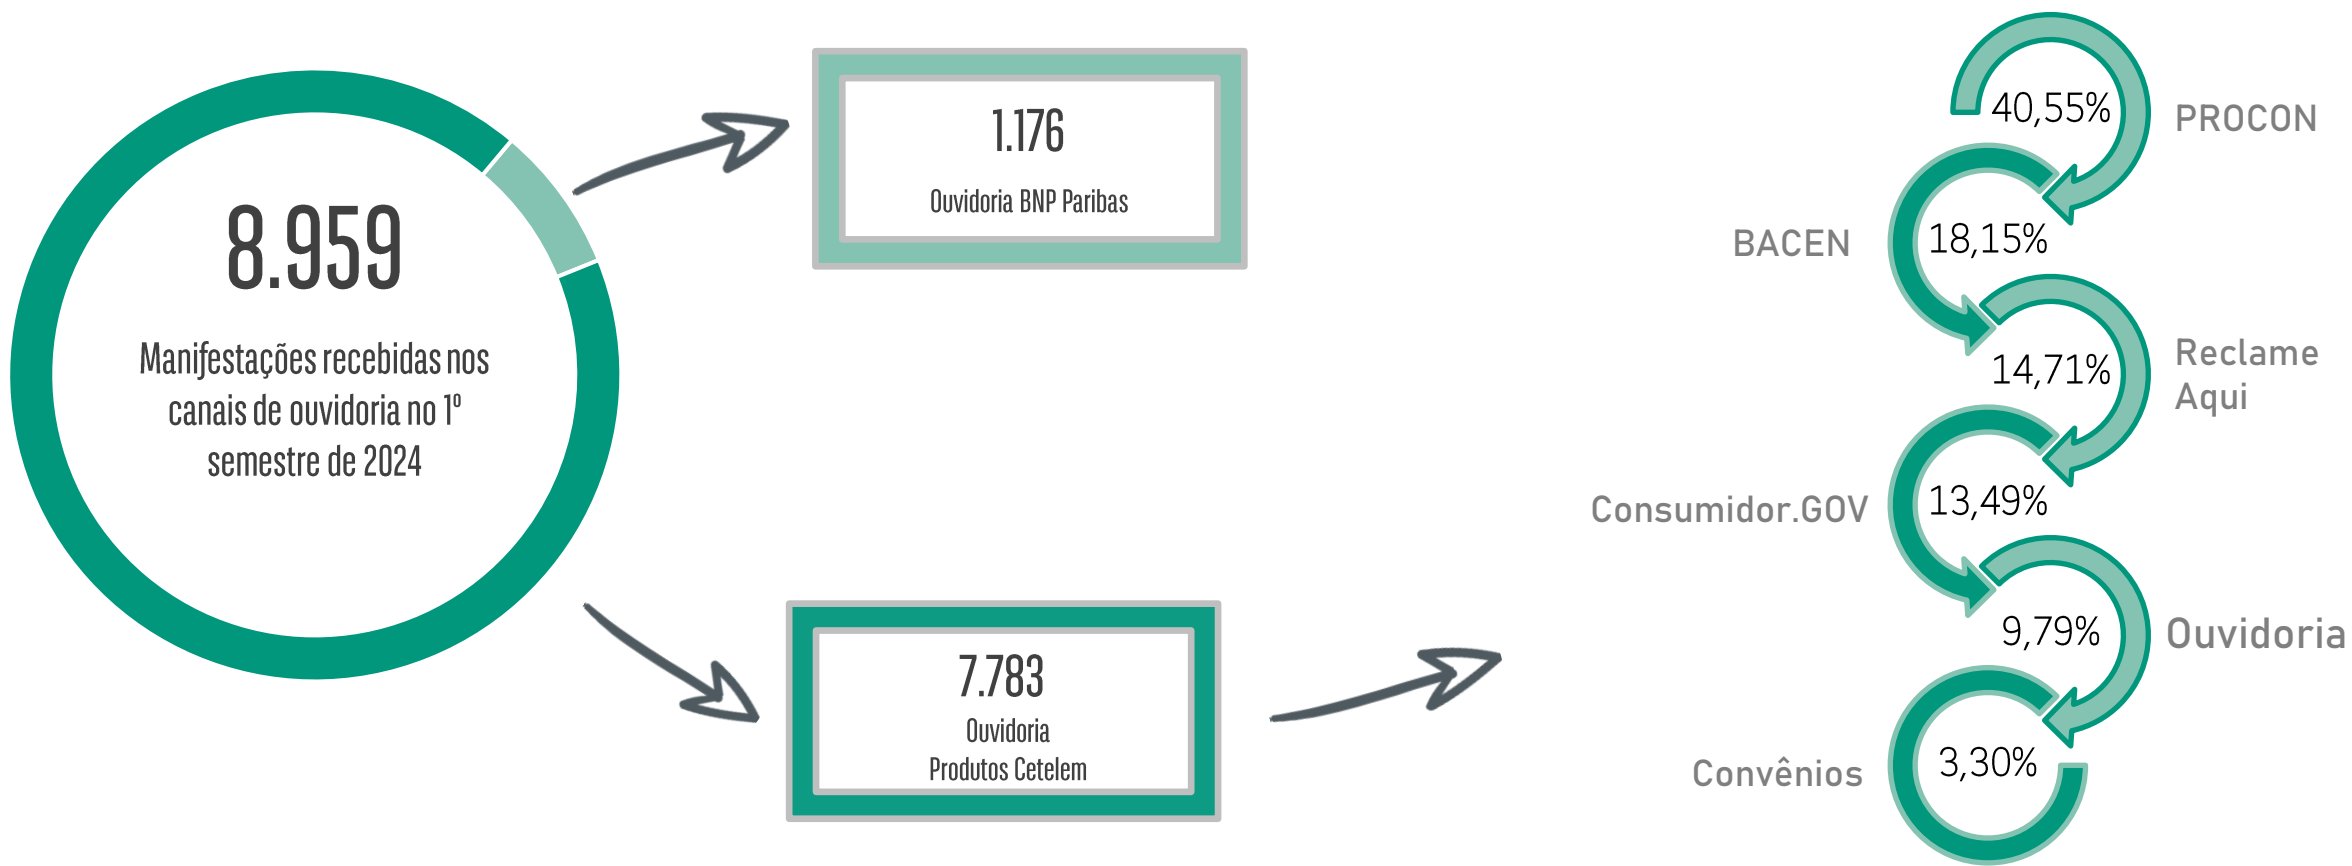 8.959
Manifestações recebidas nos
canais de ouvidoria no 1º
semestre de 2024
1.176
Ouvidoria BNP Paribas
7.783
Ouvidoria
Produtos Cetelem
40,55%
PROCON
BACEN
18,15%
14,71%
Reclame
Aqui
Consumidor.GOV
13,49%
9,79%
Ouvidoria
Convênios
3,30%